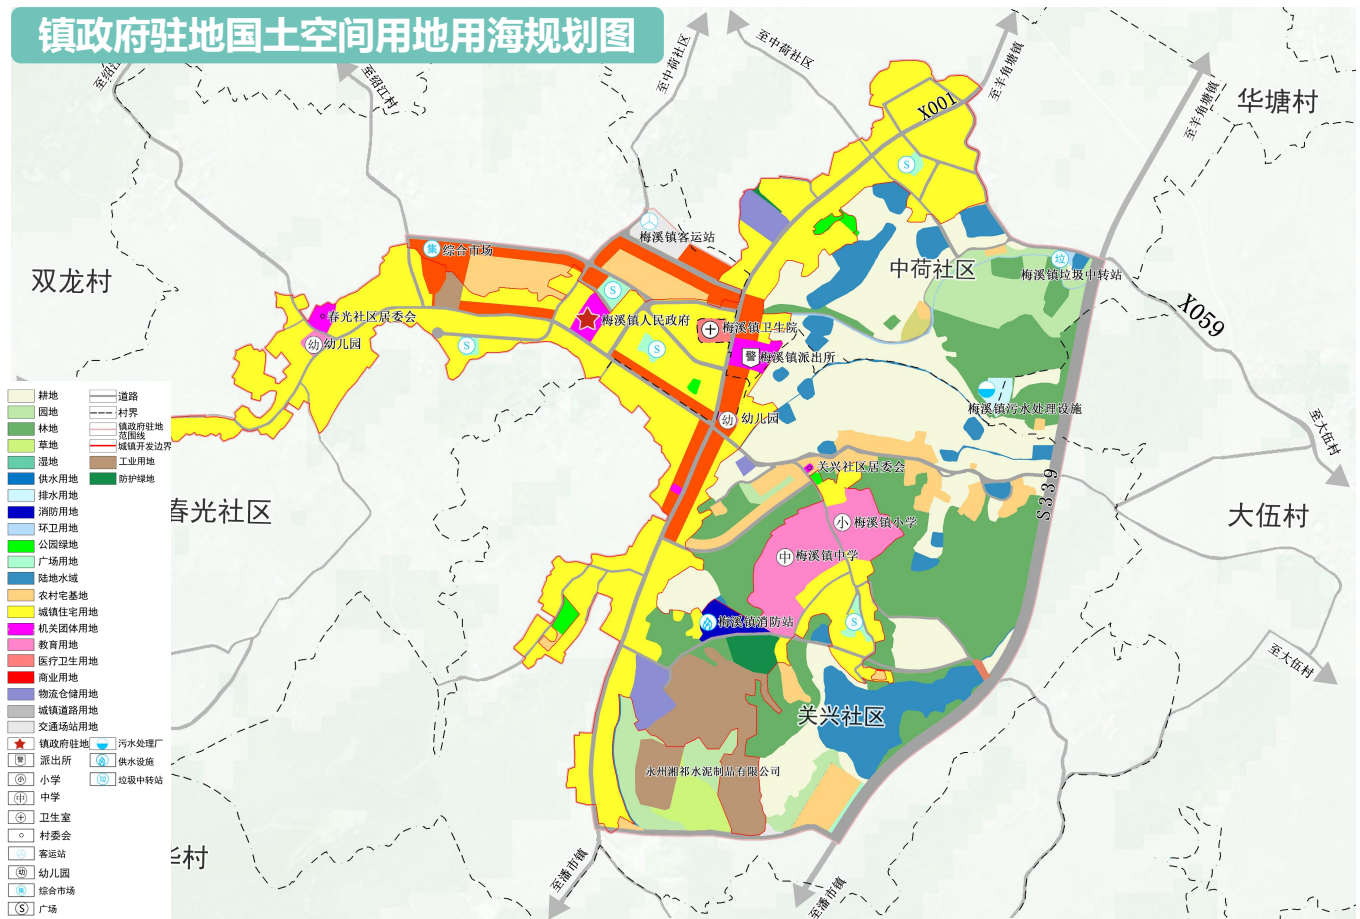 镇政府驻地国土空间用地用海规划图
至绍江村
至中荷社区
至中荷社区
至羊角塘镇
至羊角塘镇
X001
华塘村
S
梅溪镇客运站
集 综合市场
双龙村
中荷社区
垃
梅溪镇垃圾中转站
X059
S
春光社区居委会
梅溪镇人民政府
梅溪镇卫生院
幼 幼儿园
S
S
警 梅溪镇派出所
梅溪镇污水处理设施
幼 幼儿园
至大伍村
关兴社区居委会
S339
春光社区
大伍村
小 梅溪镇小学
中 梅溪镇中学
梅溪镇消防站
S
至大伍村
关兴社区
永州湘祁水泥制品有限公司
华村
至潘市镇
至潘市镇
耕地
道路
园地
村界
林地
镇政府驻地
范围线
草地
城镇开发边界
湿地
工业用地
供水用地
防护绿地
排水用地
消防用地
环卫用地
公园绿地
广场用地
陆地水域
农村宅基地
城镇住宅用地
机关团体用地
教育用地
医疗卫生用地
商业用地
物流仓储用地
城镇道路用地
交通场站用地
镇政府驻地
污水处理厂
警 派出所
供水设施
小 小学
垃 垃圾中转站
中 中学
卫生室
村委会
客运站
幼 幼儿园
集 综合市场
S 广场